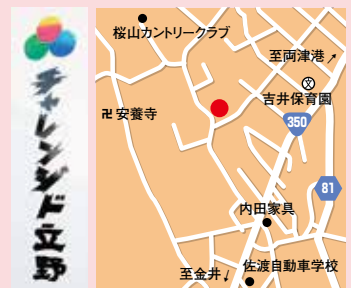 チャレンジド立野
桜山カントリークラブ
至両津港↗
文
吉井保育園
卍安養寺
350
81
内田家具
佐渡自動車学校
至金井↓